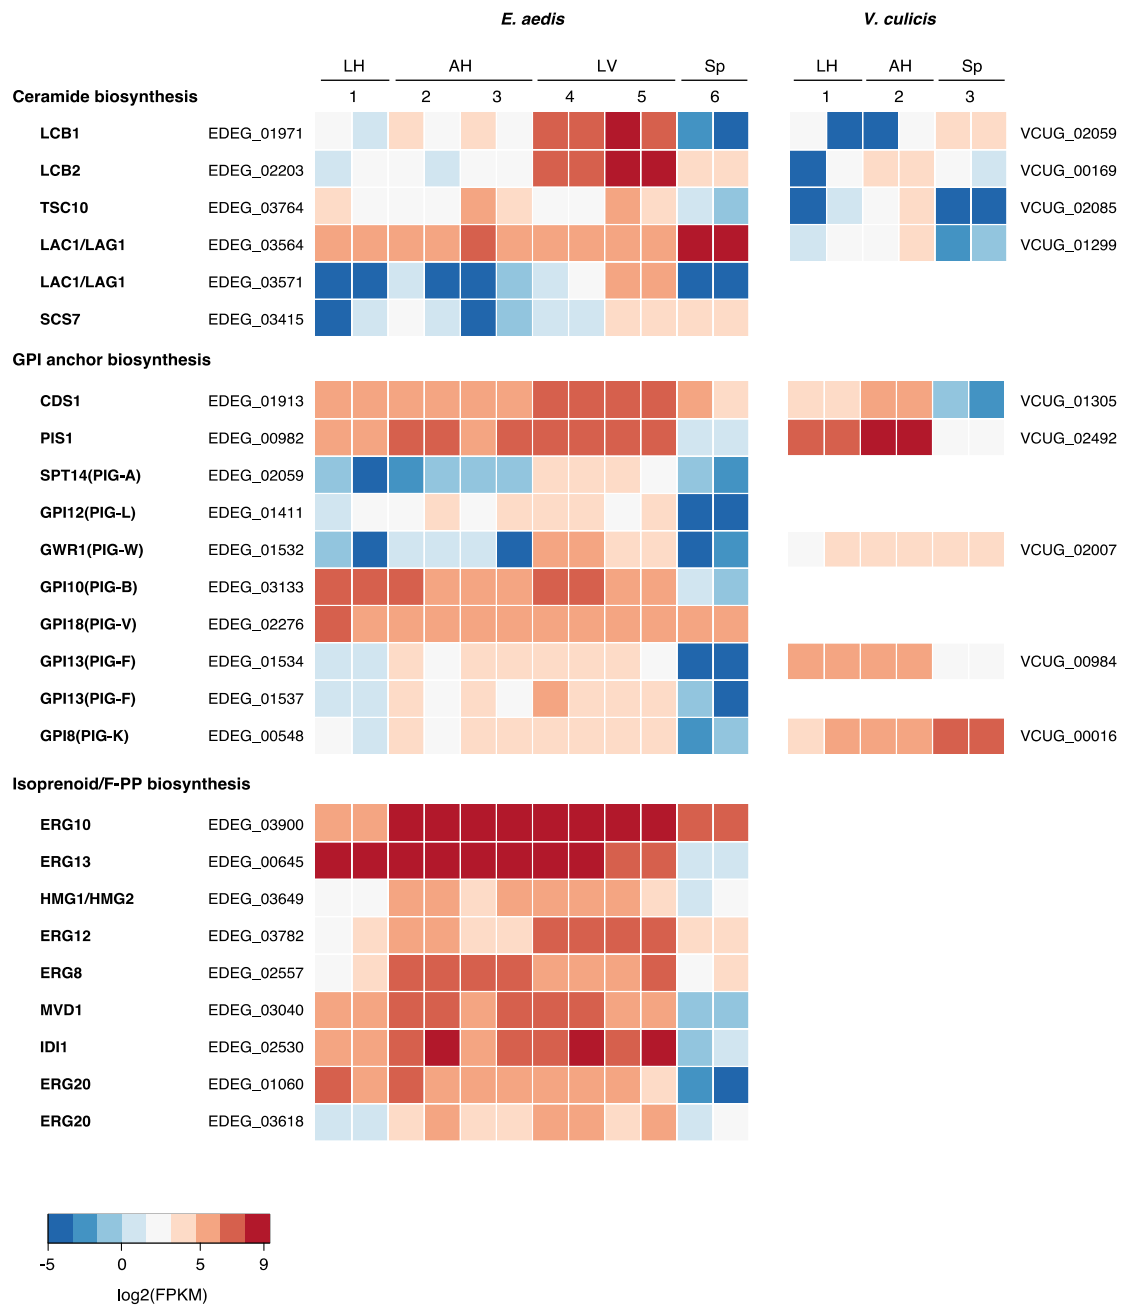 E. aedis V. culicis
LH AH LV Sp LH AH Sp
Ceramide biosynthesis 1 2 3 4 5 6 1 2 3
LCB1 EDEG_01971 VCUG_02059
LCB2 EDEG_02203 VCUG_00169
TSC10 EDEG_03764 VCUG_02085
LAC1/LAG1 EDEG_03564 VCUG_01299
LAC1/LAG1 EDEG_03571
SCS7 EDEG_03415
GPI anchor biosynthesis
CDS1 EDEG_01913 VCUG_01305
PIS1 EDEG_00982 VCUG_02492
SPT14(PIG-A) EDEG_02059
GPI12(PIG-L) EDEG_01411
GWR1(PIG-W) EDEG_01532 VCUG_02007
GPI10(PIG-B) EDEG_03133
GPI18(PIG-V) EDEG_02276
GPI13(PIG-F) EDEG_01534 VCUG_00984
GPI13(PIG-F) EDEG_01537
GPI8(PIG-K) EDEG_00548 VCUG_00016
Isoprenoid/F-PP biosynthesis
ERG10 EDEG_03900
ERG13 EDEG_00645
HMG1/HMG2 EDEG_03649
ERG12 EDEG_03782
ERG8 EDEG_02557
MVD1 EDEG_03040
IDI1 EDEG_02530
ERG20 EDEG_01060
ERG20 EDEG_03618
-5 0 5 9
log2(FPKM)